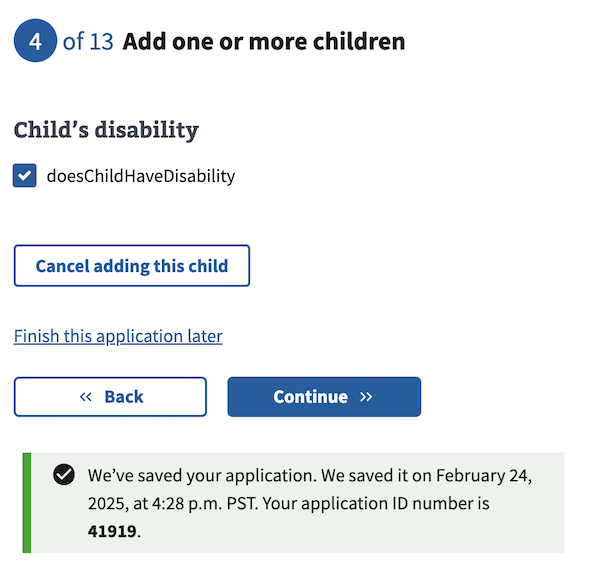 4 of 13 Add one or more children
Child’s disability
doesChildHaveDisability
Cancel adding this child
Finish this application later
« Back
Continue »
We’ve saved your application. We saved it on February 24,
2025, at 4:28 p.m. PST. Your application ID number is
41919.